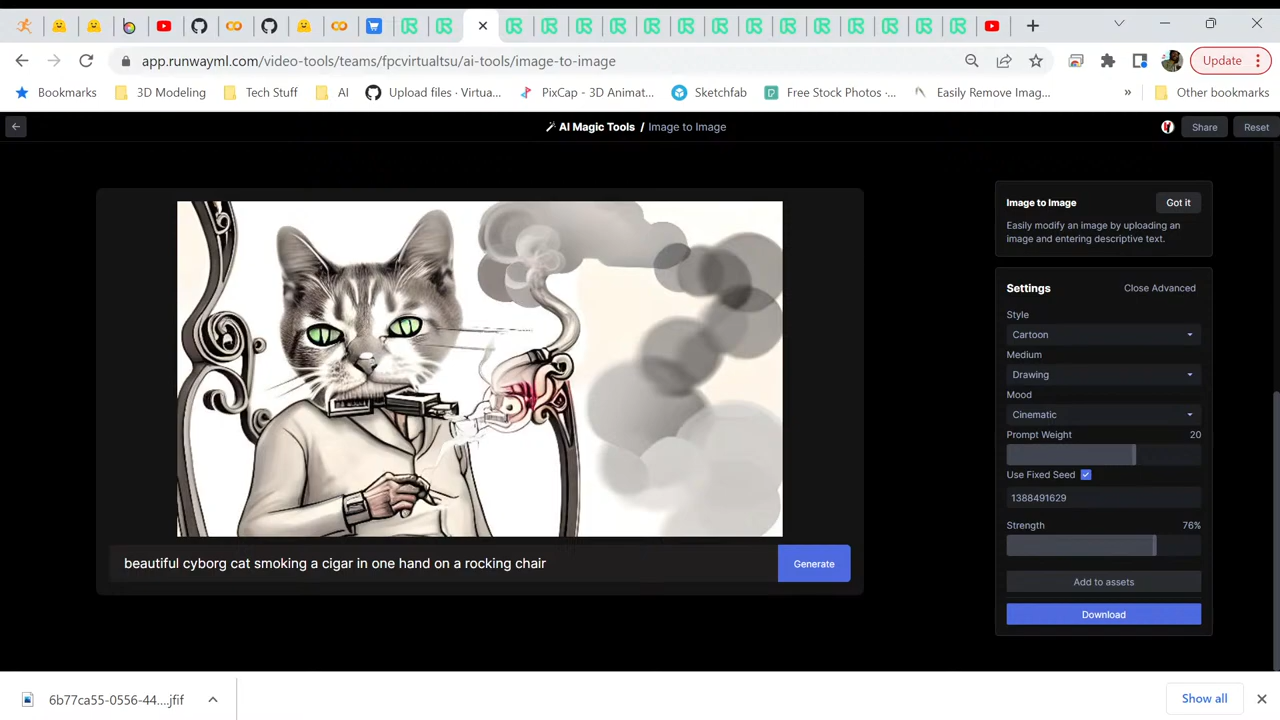 app.runwayml.com/video-tools/teams/fpcvirtualtsu/ai-tools/image-to-image
Update
Bookmarks
3D Modeling
Tech Stuff
AI
Upload files · Virtua...
PixCap - 3D Animat...
Sketchfab
Free Stock Photos ·...
Easily Remove Imag...
»
Other bookmarks
AI Magic Tools / Image to Image
Share
Reset
Image to Image
Got it
Easily modify an image by uploading an
image and entering descriptive text.
Settings
Close Advanced
Style
Cartoon
Medium
Drawing
Mood
Cinematic
Prompt Weight 20
Use Fixed Seed
1388491629
Strength 76%
Add to assets
Download
beautiful cyborg cat smoking a cigar in one hand on a rocking chair
Generate
6b77ca55-0556-44....jfif
Show all